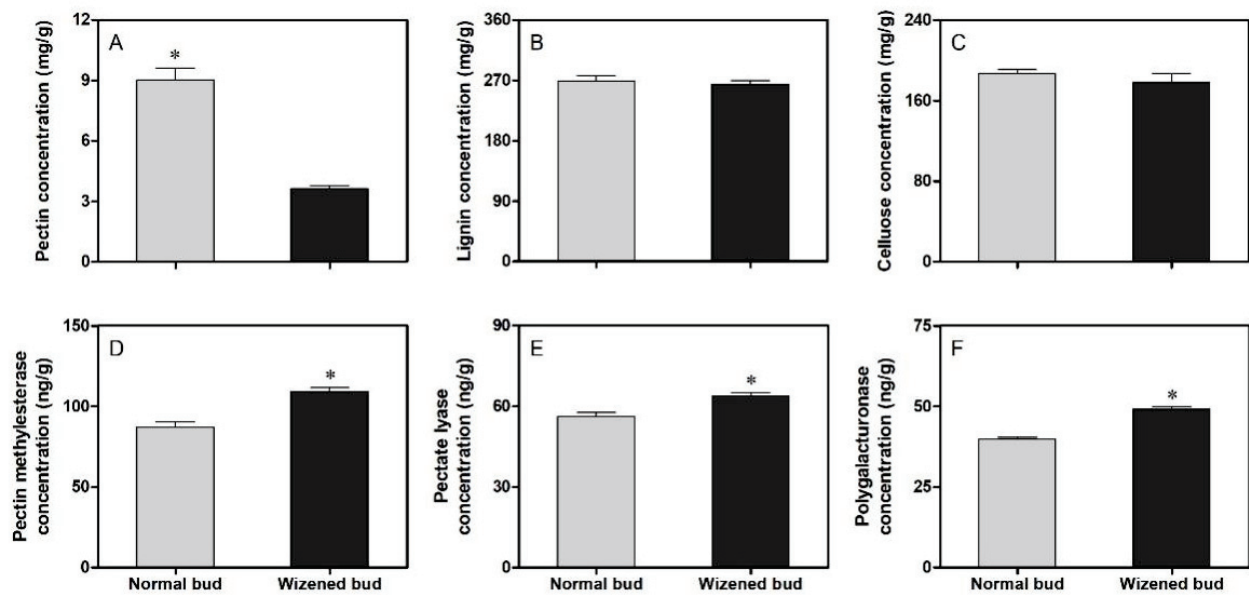 A
Pectin concentration (mg/g)
12
9
6
3
0
*
B
Lignin concentration (mg/g)
360
270
180
90
0
C
Celluose concentration (mg/g)
240
160
80
0
D
Pectin methylesterase
concentration (ng/g)
150
100
50
0
*
Normal bud
Wizened bud
E
Pectate lyase
concentration (ng/g)
90
60
30
0
*
Normal bud
Wizened bud
F
Polygalacturonase
concentration (ng/g)
75
50
25
0
*
Normal bud
Wizened bud